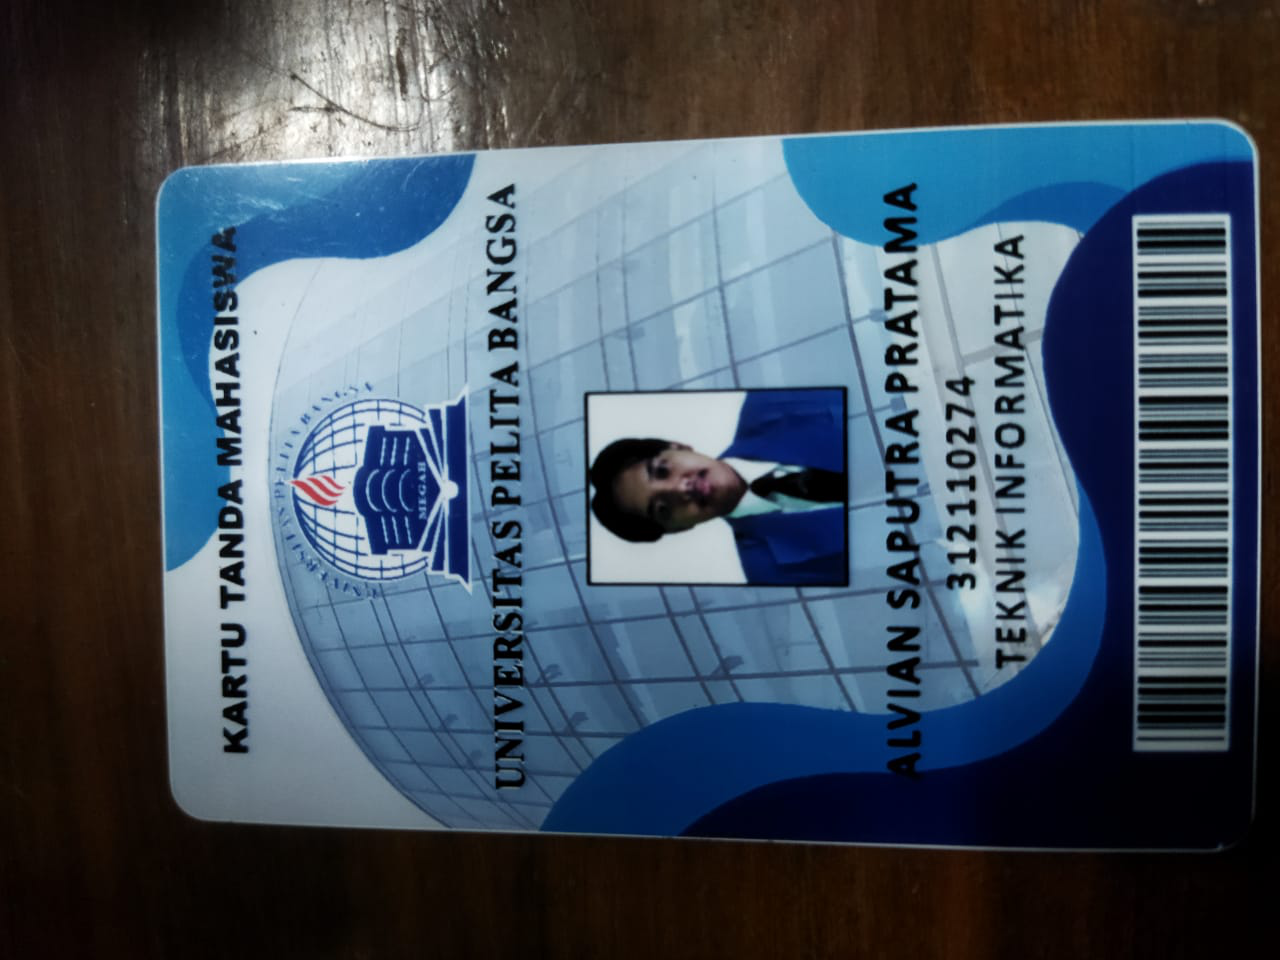 KARTU TANDA MAHASISWA
UNIVERSITAS PELITA BANGSA
MEGAH
UNIVERSITAS PELITA BANGSA
ALVIAN SAPUTRA PRATAMA
312110274
TEKNIK INFORMATIKA